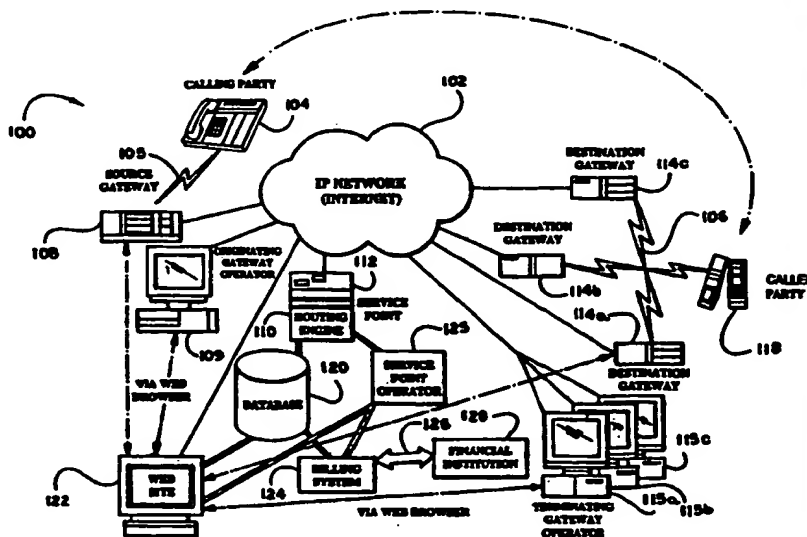 100
CALLING PARTY
104
105
SOURCE
GATEWAY
108
102
IP NETWORK
(INTERNET)
DESTINATION
GATEWAY
114c
106
DESTINATION
GATEWAY
114b
CALLED
PARTY
118
114a
DESTINATION
GATEWAY
ORIGINATING
GATEWAY
OPERATOR
109
112
SERVICE
POINT
110
ROUTING
ENGINE
125
SERVICE
POINT
OPERATOR
120
DATABASE
VIA WEB
BROWSER
122
WEB
SITE
124
BILLING
SYSTEM
126
128
FINANCIAL
INSTITUTION
VIA WEB BROWSER
115c
115a
115b
TERMINATING
GATEWAY
OPERATOR